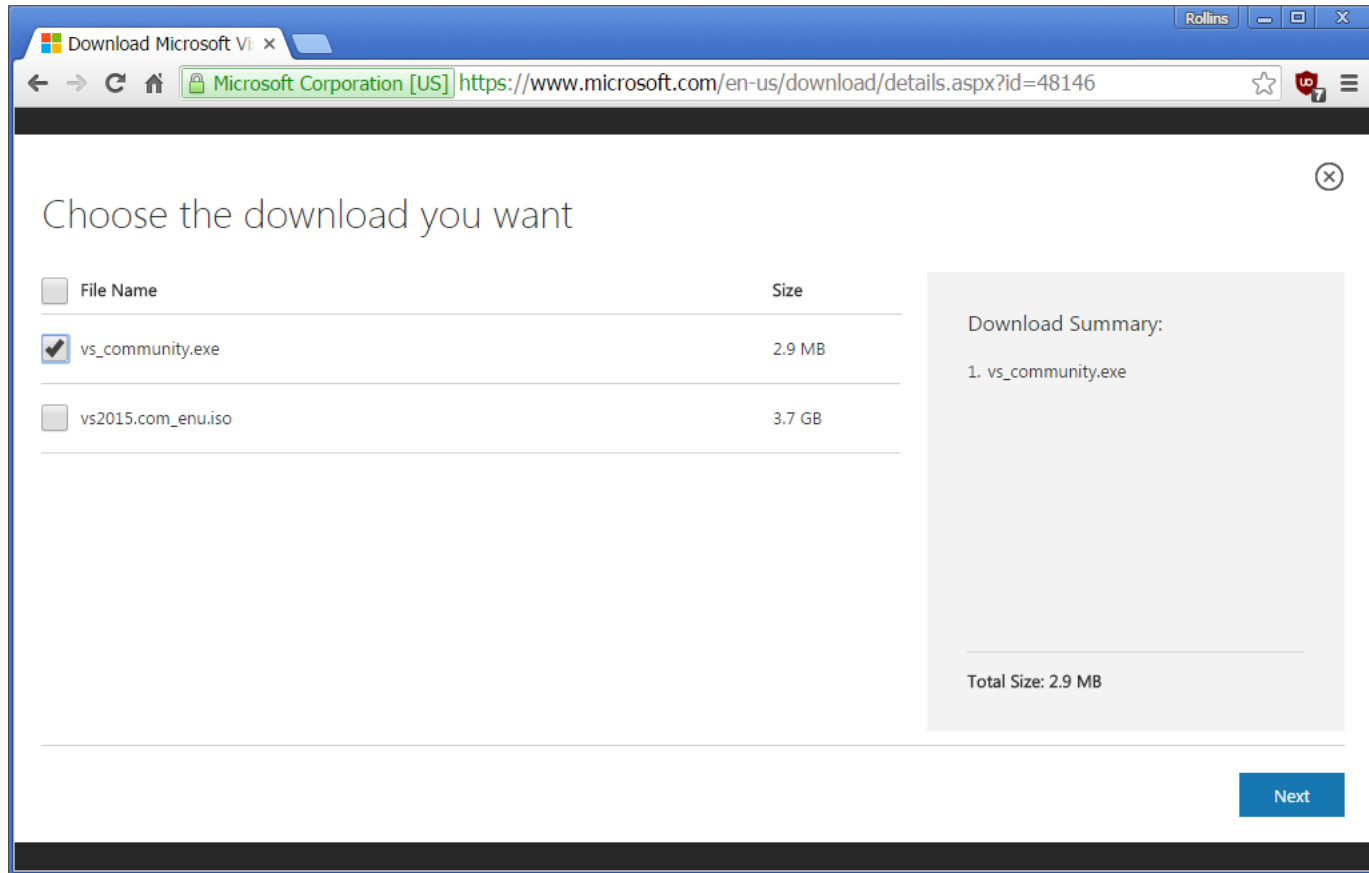 Rollins
Download Microsoft Vi
Microsoft Corporation [US] https://www.microsoft.com/en-us/download/details.aspx?id=48146
7
Choose the download you want
File Name Size
vs_community.exe 2.9 MB
vs2015.com_enu.iso 3.7 GB
Download Summary:
1. vs_community.exe
Total Size: 2.9 MB
Next